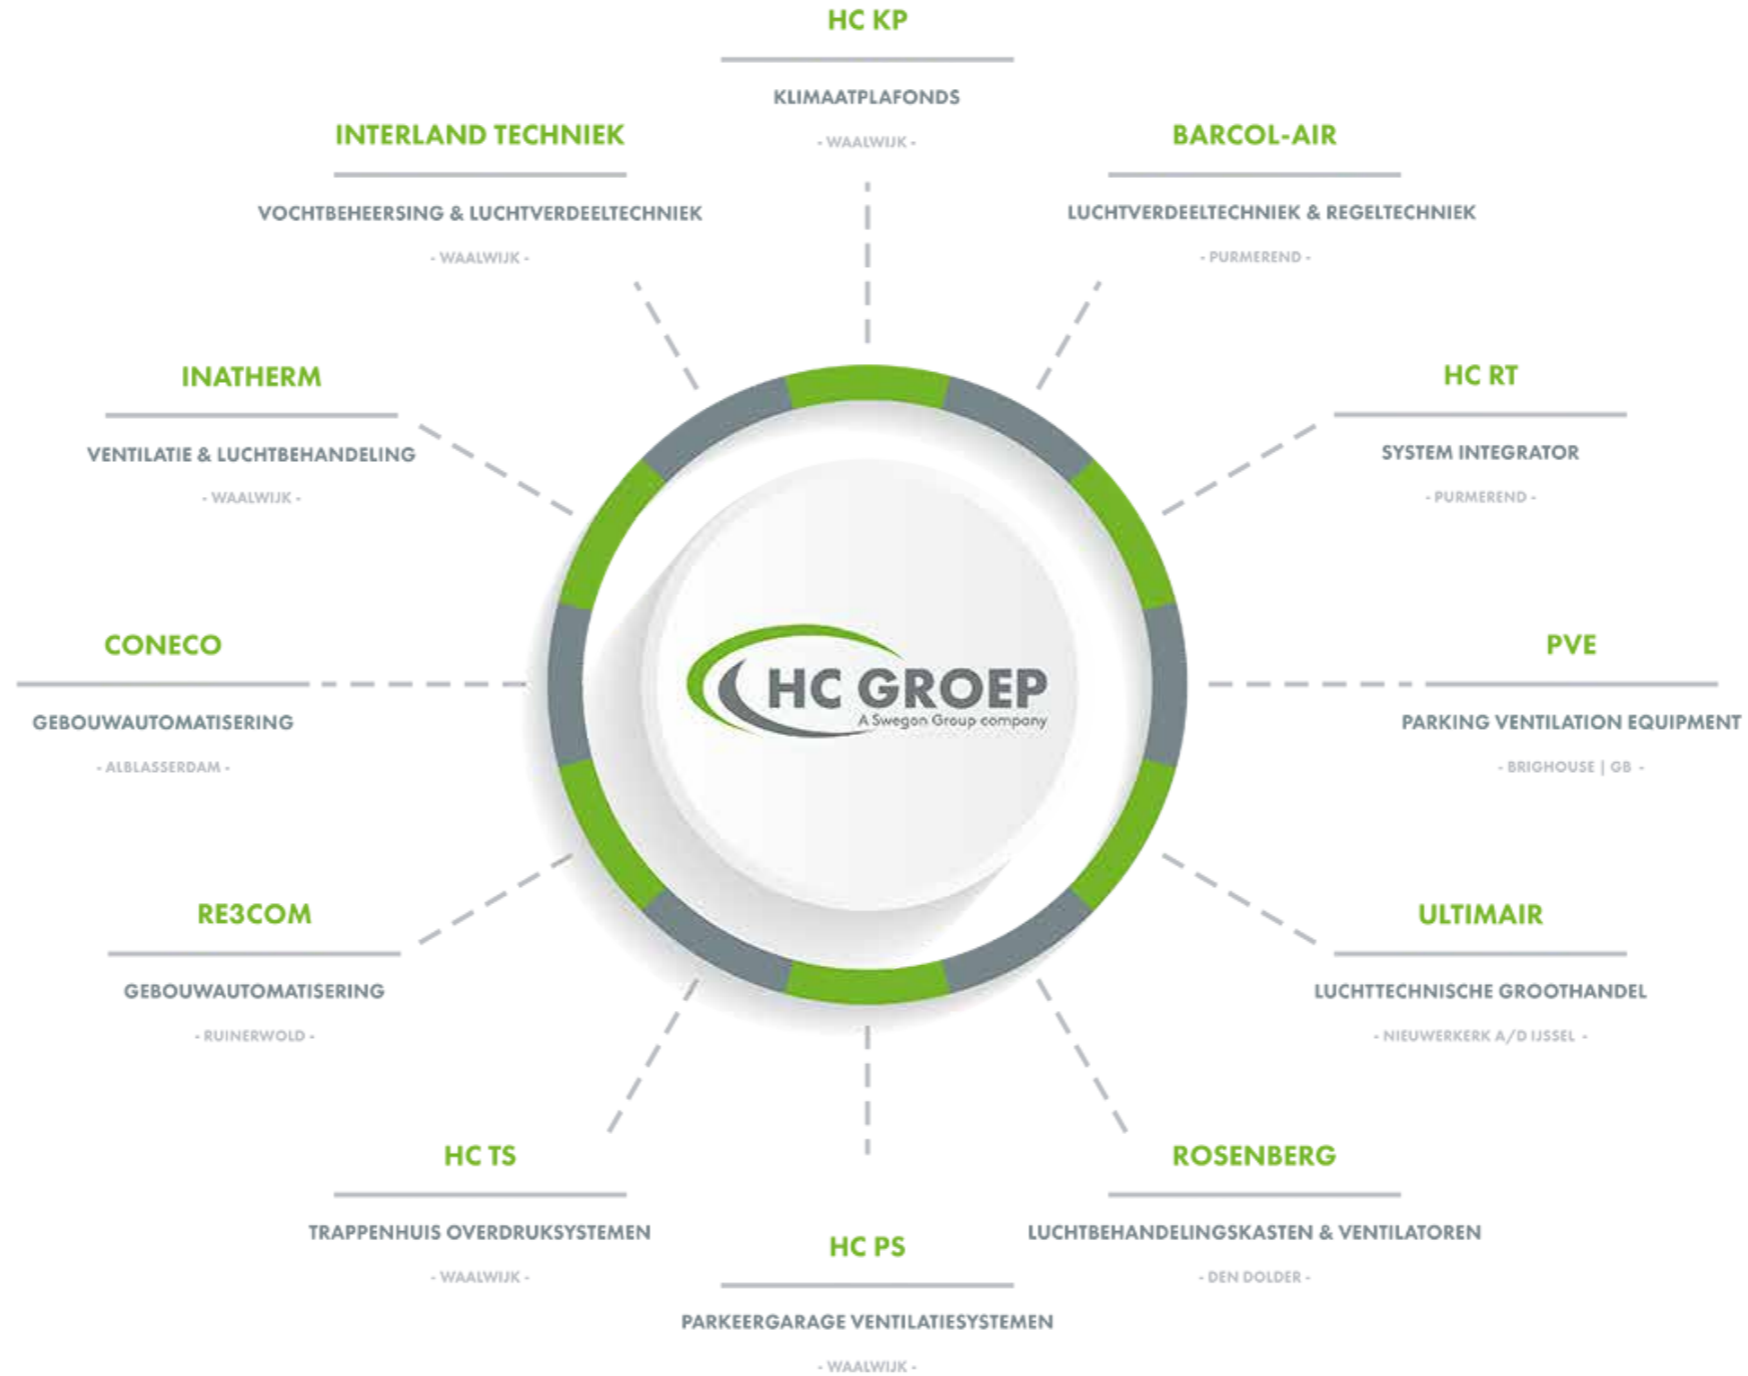 HC KP
KLIMAATPLAFONDS
- WAALWIJK -
BARCOL-AIR
LUCHTVERDEELTECHNIEK & REGELTECHNIEK
- PURMEREND -
HC RT
SYSTEM INTEGRATOR
- PURMEREND -
PVE
PARKING VENTILATION EQUIPMENT
- BRIGHOUSE | GB -
ULTIMAIR
LUCHTTECHNISCHE GROOTHANDEL
- NIEUWERKERK A/D IJSSEL -
ROSENBERG
LUCHTBEHANDELINGSKASTEN & VENTILATOREN
- DEN DOLDER -
HC PS
PARKEERGARAGE VENTILATIESYSTEMEN
- WAALWIJK -
HC TS
TRAPPENHUIS OVERDRUKSYSTEMEN
- WAALWIJK -
RE3COM
GEBOUWAUTOMATISERING
- RUINERWOLD -
CONECO
GEBOUWAUTOMATISERING
- ALBLASSERDAM -
INATHERM
VENTILATIE & LUCHTBEHANDELING
- WAALWIJK -
INTERLAND TECHNIEK
VOCHTBEHEERSING & LUCHTVERDEELTECHNIEK
- WAALWIJK -
HC GROEP
A Swegon Group company